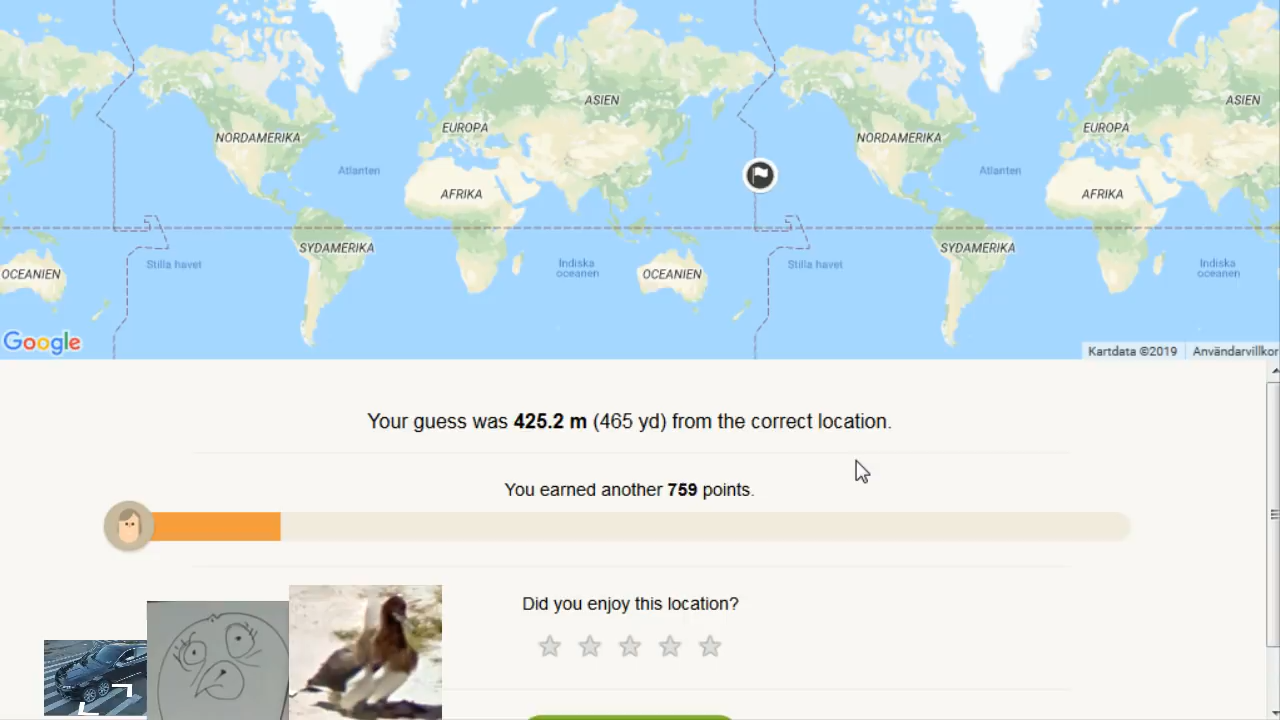 ASIEN
ASIEN
EUROPA
EUROPA
NORDAMERIKA
NORDAMERIKA
Atlanten
Atlanten
AFRIKA
AFRIKA
SYDAMERIKA
SYDAMERIKA
Stilla havet
Indiska
oceanen
OCEANIEN
OCEANIEN
Stilla havet
Indiska
oceanen
Google
Kartdata ©2019
Användarvillkor
Your guess was 425.2 m (465 yd) from the correct location.
You earned another 759 points.
Did you enjoy this location?